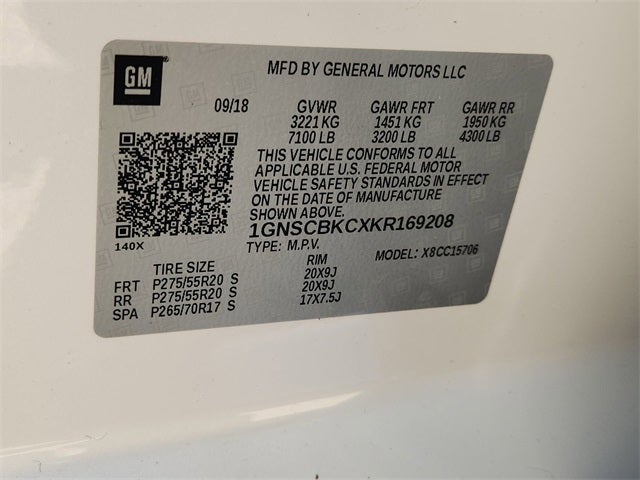 GM
MFD BY GENERAL MOTORS LLC
09/18 GVWR GAWR FRT GAWR RR
3221 KG 1451 KG 1950 KG
7100 LB 3200 LB 4300 LB
THIS VEHICLE CONFORMS TO ALL
APPLICABLE U.S. FEDERAL MOTOR
VEHICLE SAFETY STANDARDS IN EFFECT
ON THE DATE OF MANUFACTURE
SHOWN ABOVE.
1GNSCBKCXKR169208
140X
TYPE: M.P.V. MODEL: X8CC15706
TIRE SIZE RIM
FRT P275/55R20 S 20X9J
RR P275/55R20 S 20X9J
SPA P265/70R17 S 17X7.5J